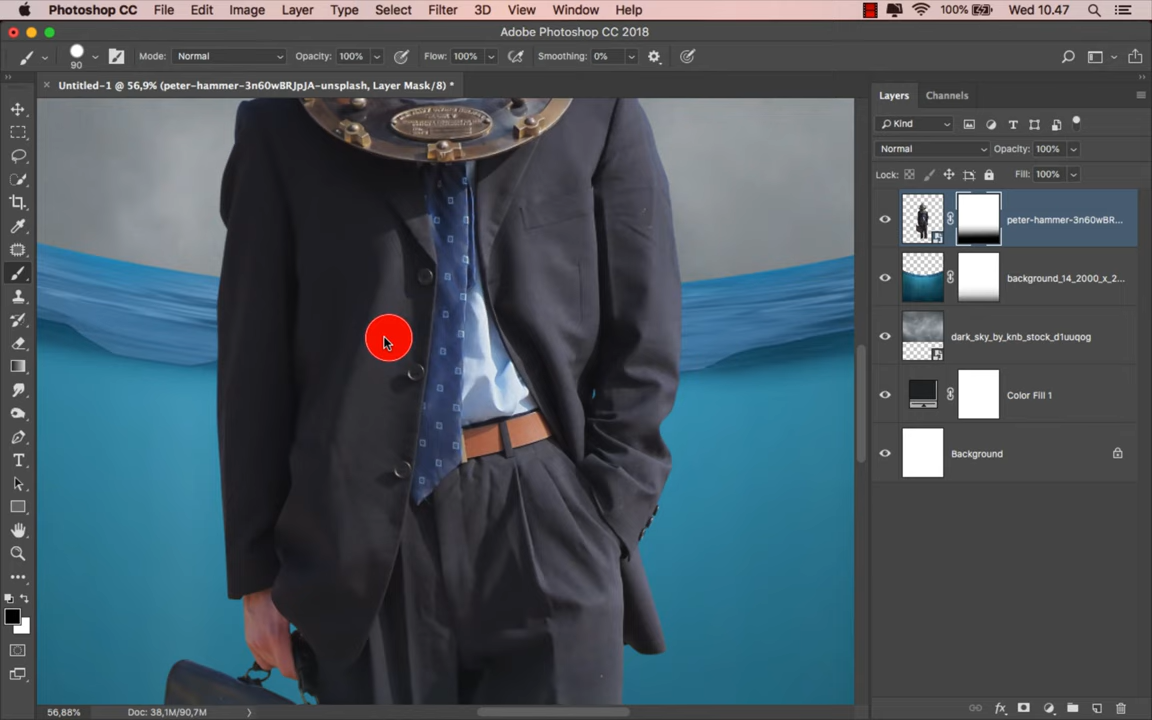 Photoshop CC File Edit Image Layer Type Select Filter 3D View Window Help 100% Wed 10.47
Adobe Photoshop CC 2018
90 Mode: Normal Opacity: 100% Flow: 100% Smoothing: 0%
Untitled-1 @ 56,9% (peter-hammer-3n60wBRJpJA-unsplash, Layer Mask/8) *
Layers Channels
Kind
Normal Opacity: 100%
Lock: Fill: 100%
peter-hammer-3n60wBR...
background_14_2000_x_2...
dark_sky_by_knb_stock_d1uuqog
Color Fill 1
Background
56,88% Doc: 38,1M/90,7M